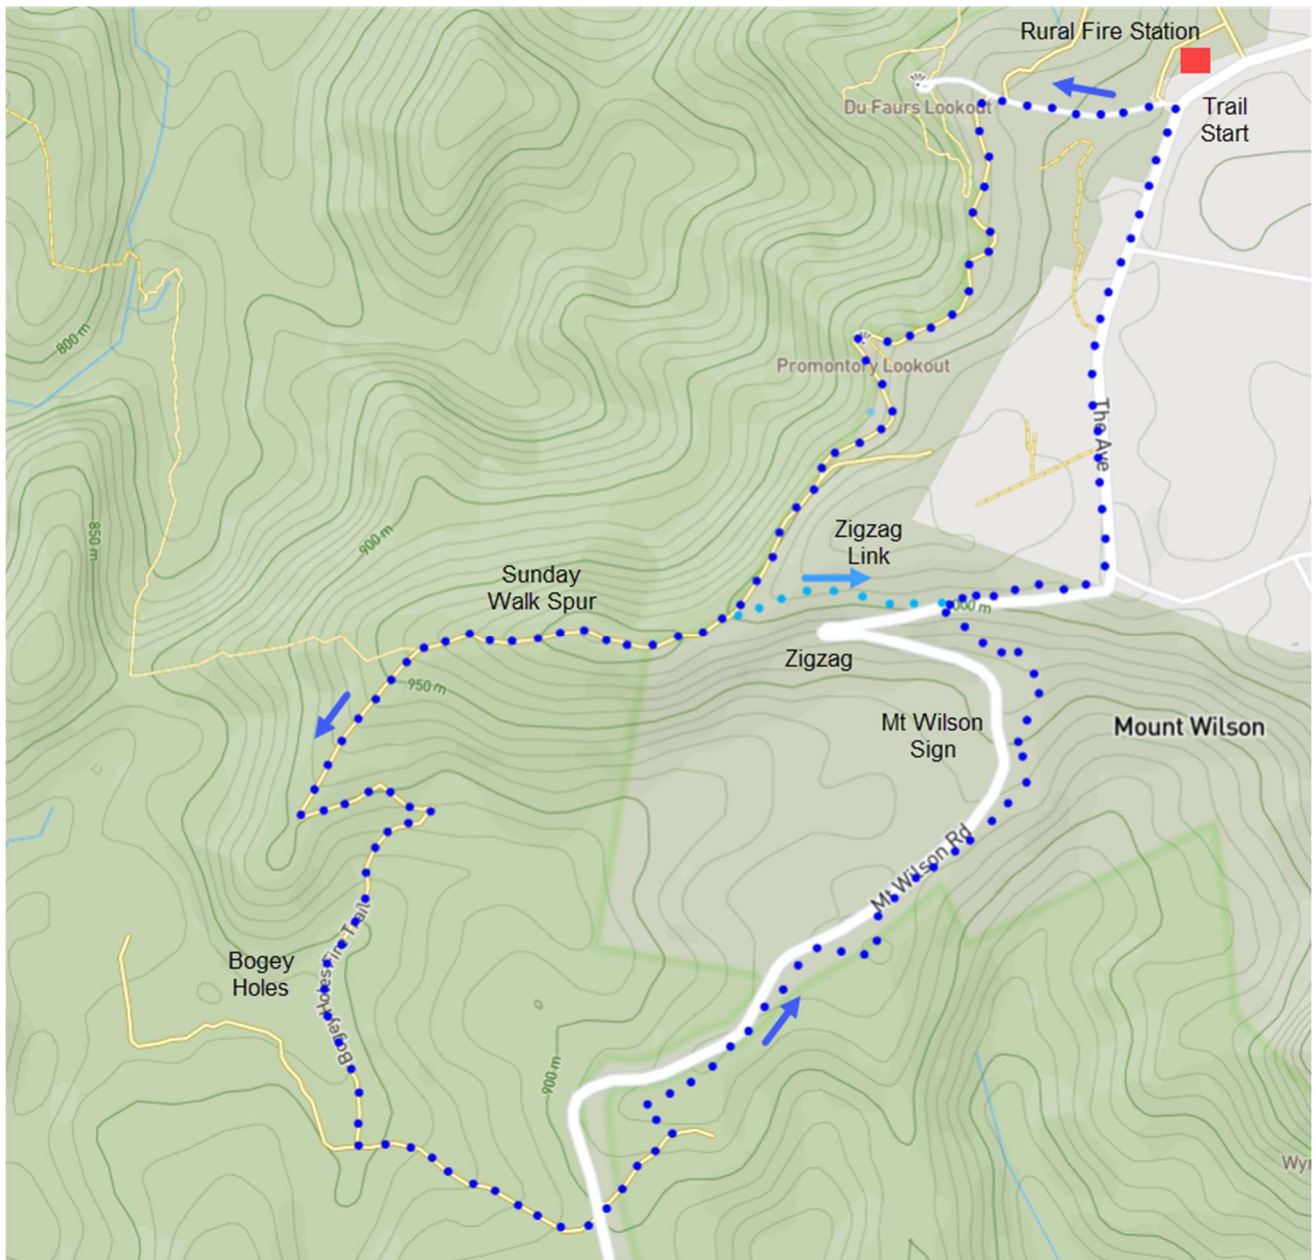 Rural Fire Station
Du Faurs Lookout
Trail
Start
800 m
Promontory Lookout
The Ave
850 m
900 m
Zigzag
Link
Sunday
Walk Spur
000 m
Zigzag
950 m
Mt Wilson
Sign
Mount Wilson
Mt Wilson Rd
Bogey
Holes
Bogey Holes Fire Trail
900 m